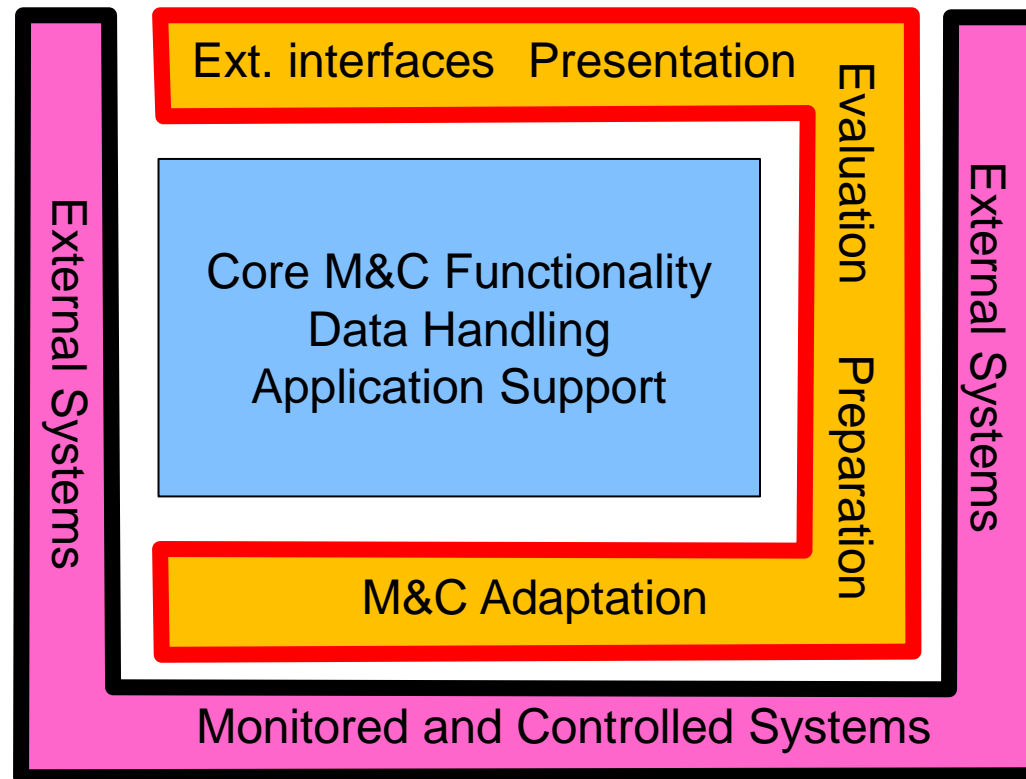 Ext. interfaces Presentation
Evaluation Preparation
External Systems
Core M&C Functionality
Data Handling
Application Support
External Systems
M&C Adaptation
Monitored and Controlled Systems